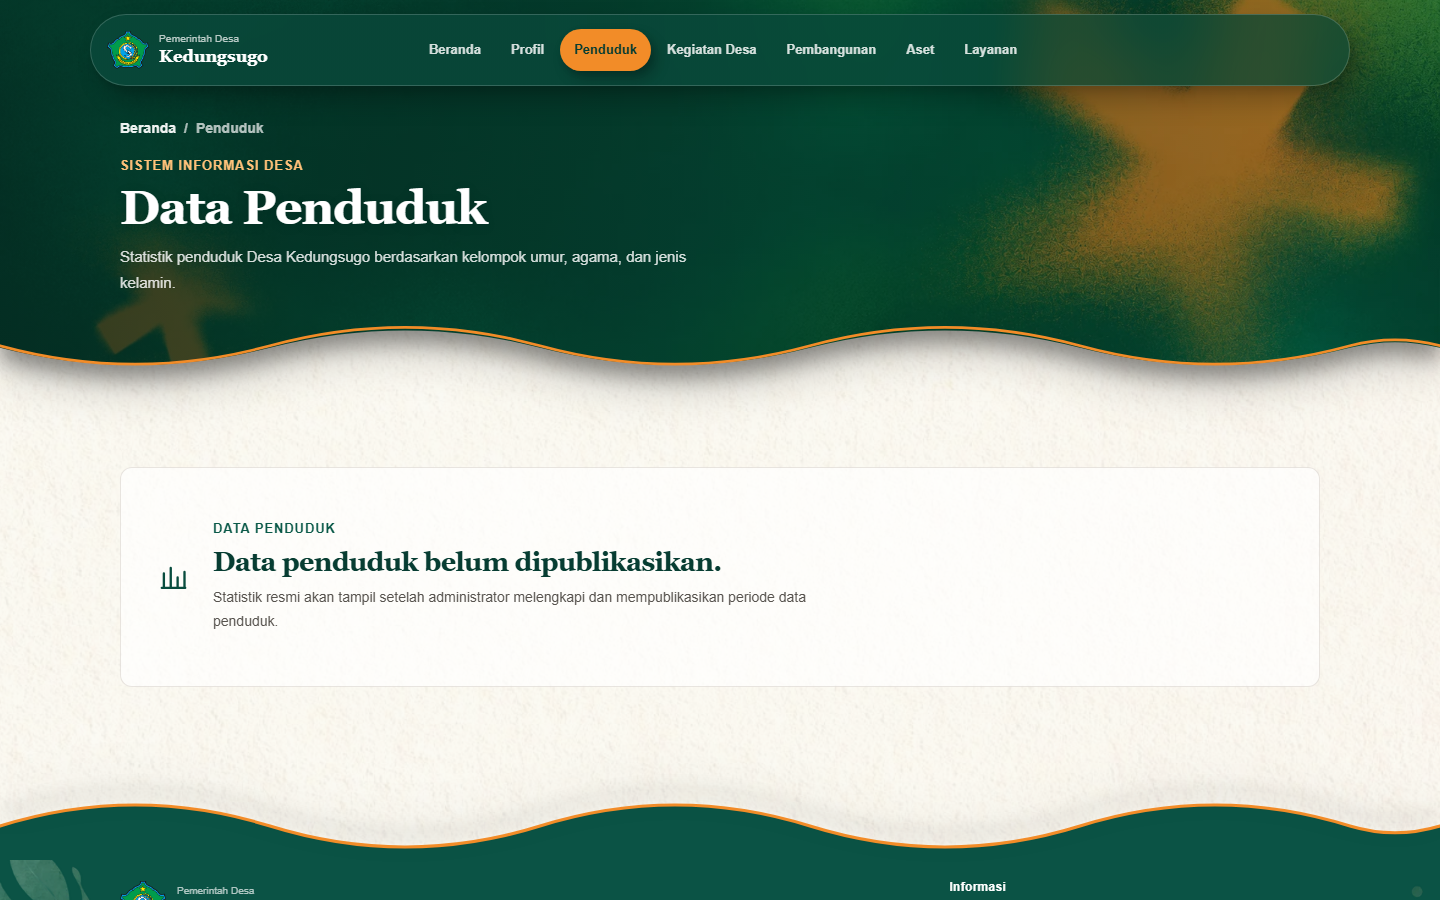 Pemerintah Desa
Kedungsugo
Beranda
Profil
Penduduk
Kegiatan Desa
Pembangunan
Aset
Layanan
Beranda / Penduduk
SISTEM INFORMASI DESA
Data Penduduk
Statistik penduduk Desa Kedungsugo berdasarkan kelompok umur, agama, dan jenis
kelamin.
DATA PENDUDUK
Data penduduk belum dipublikasikan.
Statistik resmi akan tampil setelah administrator melengkapi dan mempublikasikan periode data
penduduk.
Pemerintah Desa
Informasi